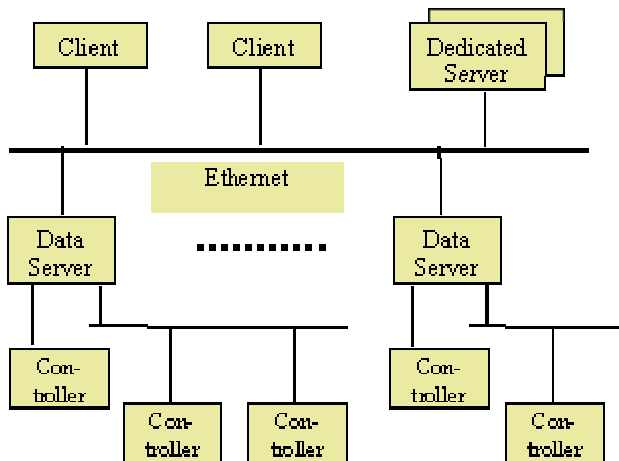 Client
Client
Dedicated
Server
Ethernet
Data
Server
Data
Server
Con-
troller
Con-
troller
Con-
troller
Con-
troller
Con-
troller